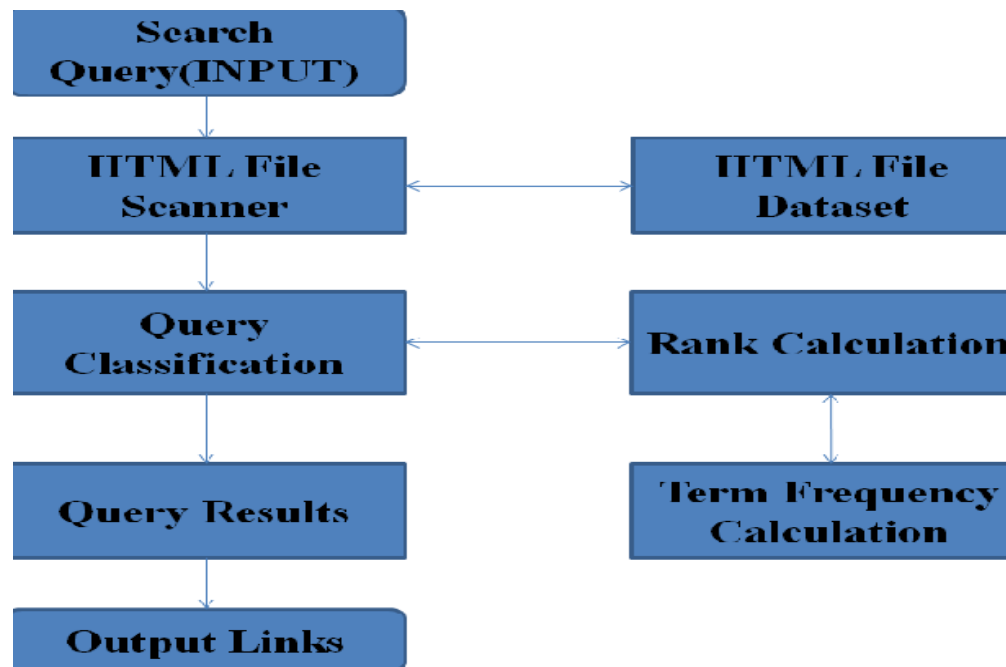 Search
Query(INPUT)
HTML File
Scanner
HTML File
Dataset
Query
Classification
Rank Calculation
Query Results
Term Frequency
Calculation
Output Links